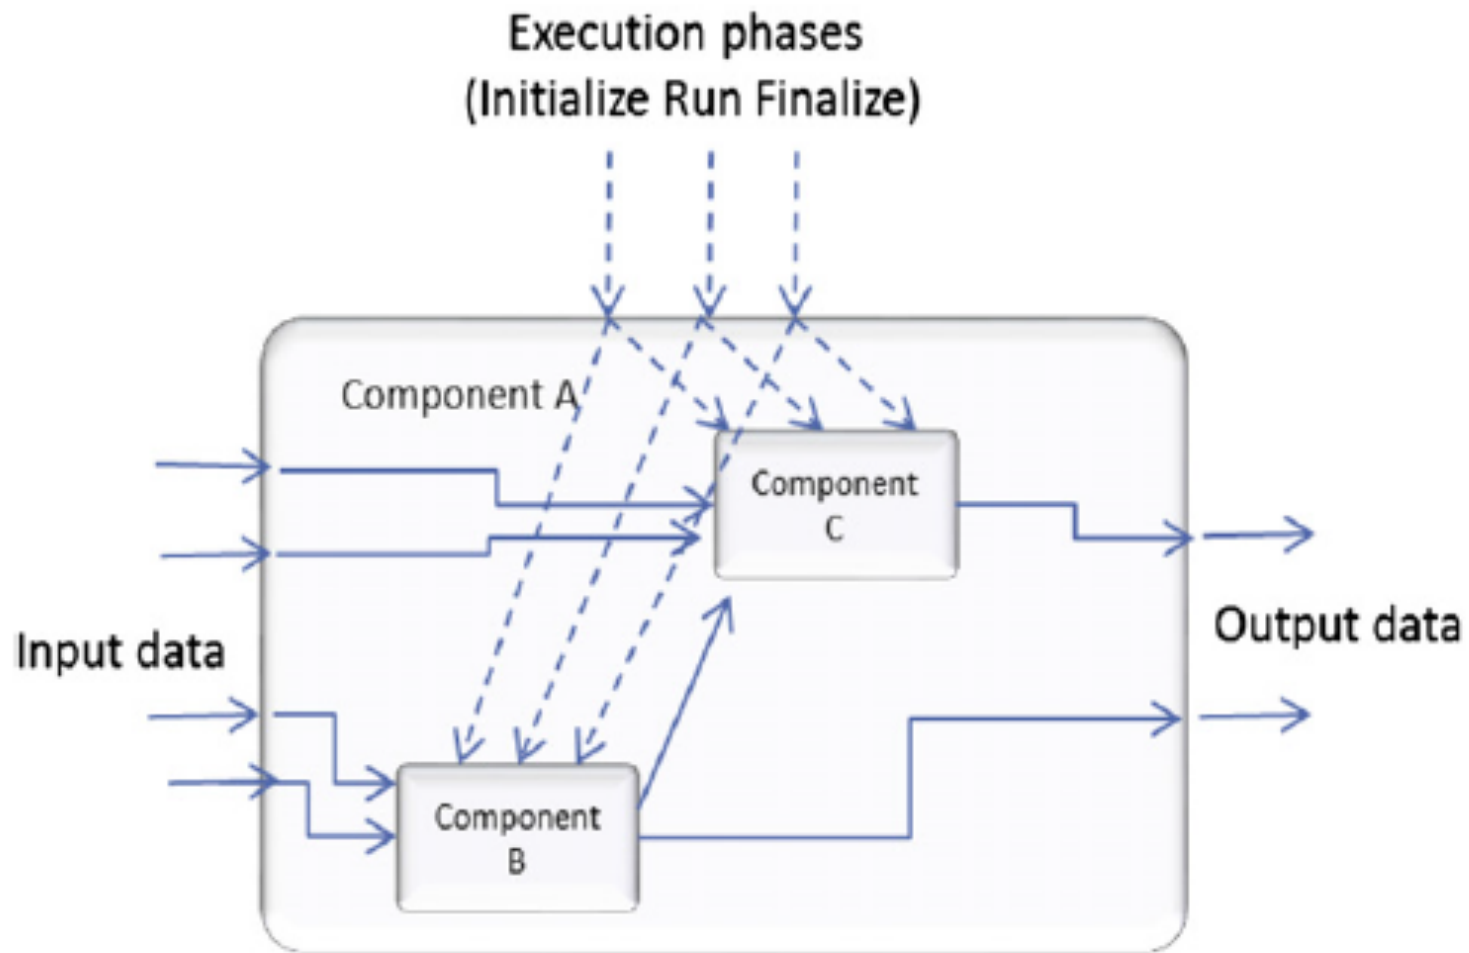 Execution phases
(Initialize Run Finalize)
Component A
Component
C
Input data
Output data
Component
B